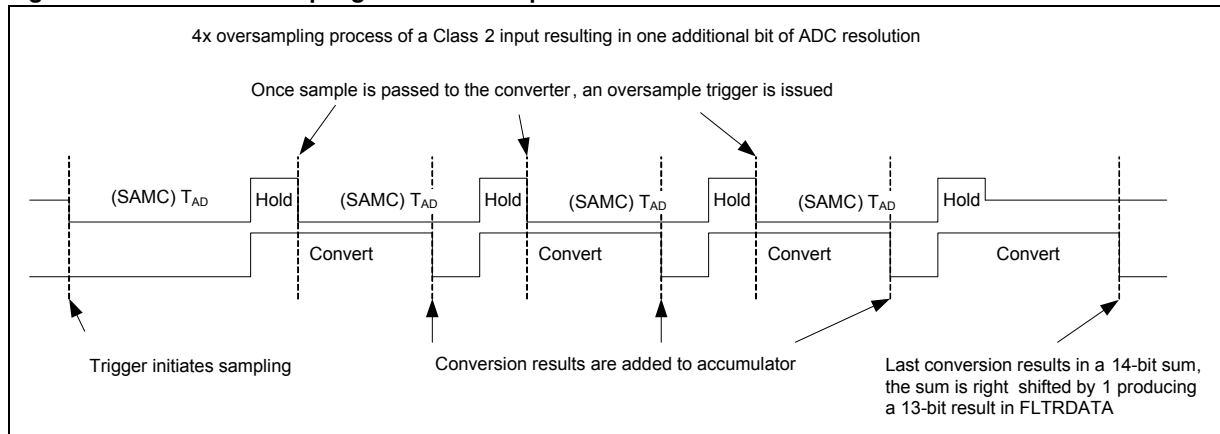 4x oversampling process of a Class 2 input resulting in one additional bit of ADC resolution
Once sample is passed to the converter, an oversample trigger is issued
(SAMC) TAD
Hold
(SAMC) TAD
Hold
(SAMC) TAD
Hold
(SAMC) TAD
Hold
Convert
Convert
Convert
Convert
Trigger initiates sampling
Conversion results are added to accumulator
Last conversion results in a 14-bit sum,
the sum is right shifted by 1 producing
a 13-bit result in FLTRDATA